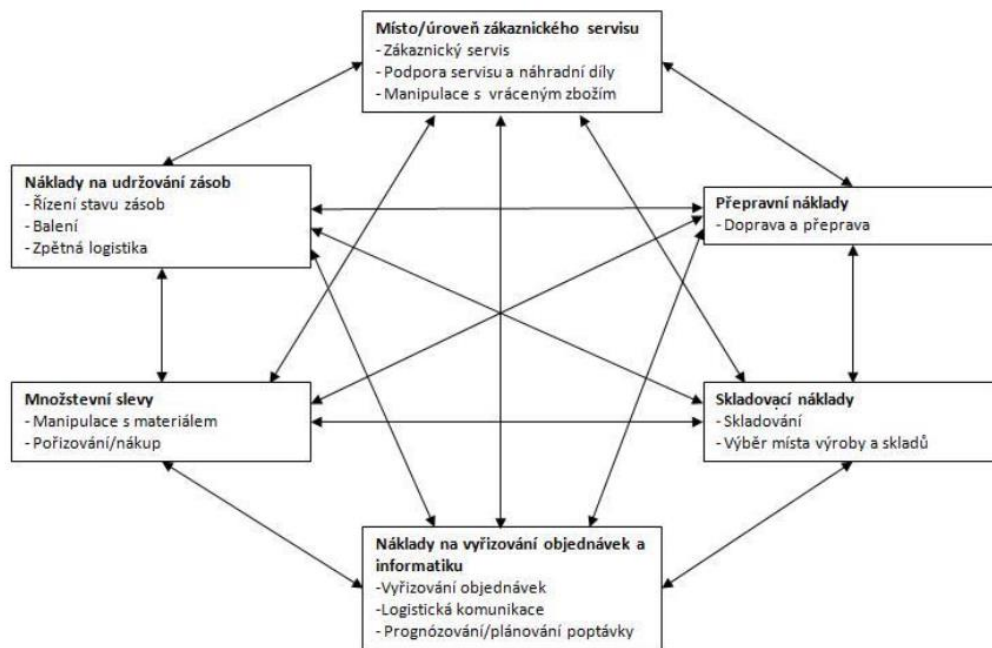 Místo/úroveň zákaznického servisu
- Zákaznický servis
- Podpora servisu a náhradní díly
- Manipulace s vráceným zbožím
Náklady na udržování zásob
- Řízení stavu zásob
- Balení
- Zpětná logistika
Přepravní náklady
- Doprava a přeprava
Množstevní slevy
- Manipulace s materiálem
- Pořizování/nákup
Skladovací náklady
- Skladování
- Výběr místa výroby a skladů
Náklady na vyřizování objednávek a
informatiku
-Vyřizování objednávek
-Logistická komunikace
-Prognózování/plánování poptávky